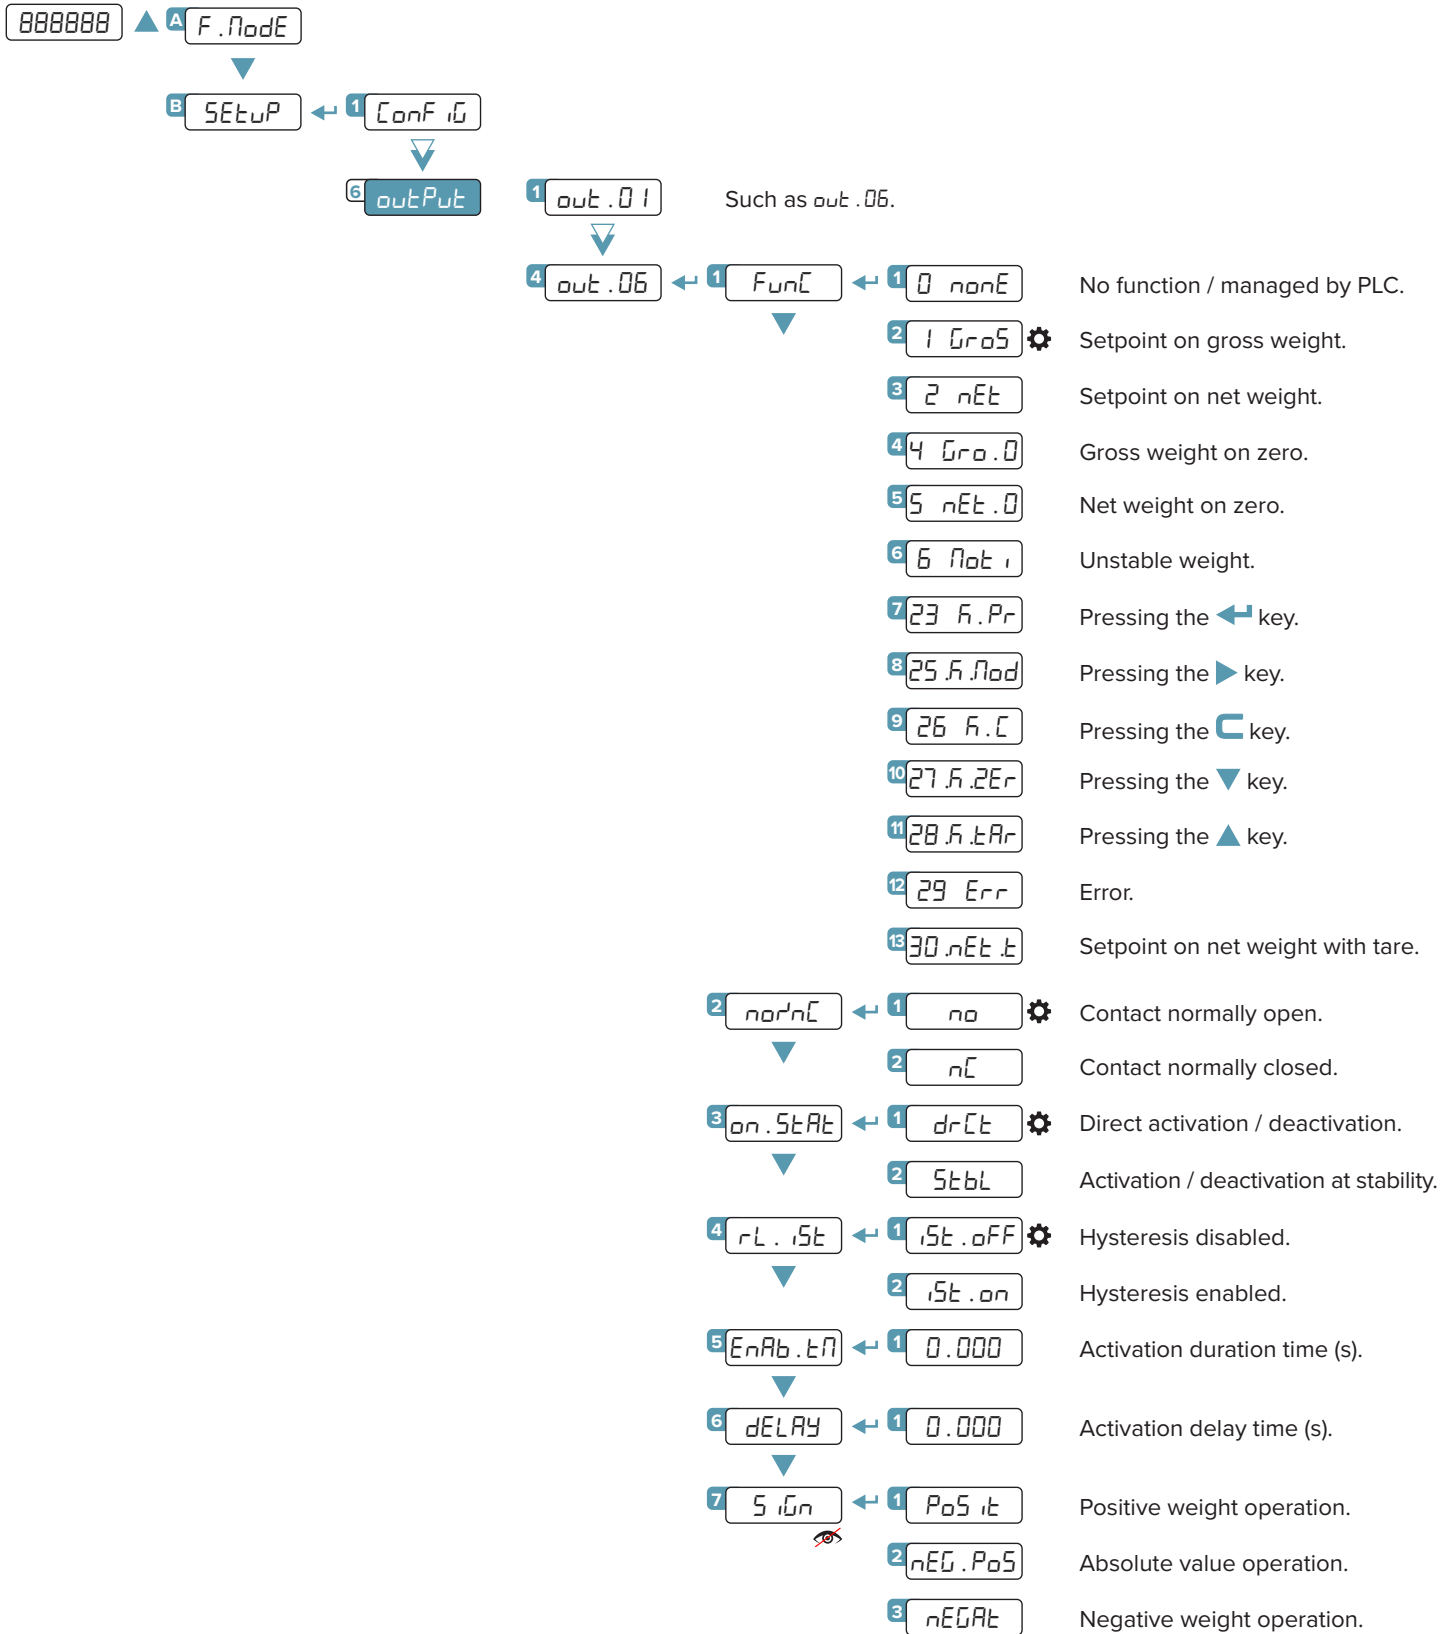 888888 A F.ModE
B SEtuP 1 ConFiG
6 outPut 1 out.01 Such as out.06.
4 out.06 1 FunC 1 0 nonE No function / managed by PLC.
2 1 GroS Setpoint on gross weight.
3 2 nEt Setpoint on net weight.
4 4 Gro.0 Gross weight on zero.
5 5 nEt.0 Net weight on zero.
6 6 Moti Unstable weight.
7 23 K.Pr Pressing the key.
8 25.K.Mod Pressing the key.
9 26 K.C Pressing the C key.
10 27.K.ZEr Pressing the key.
11 28.K.tAr Pressing the key.
12 29 Err Error.
13 30.nEt.t Setpoint on net weight with tare.
2 no/nC 1 no Contact normally open.
2 nC Contact normally closed.
3 on.StAt 1 drCt Direct activation / deactivation.
2 StbL Activation / deactivation at stability.
4 rL.iSt 1 iSt.oFF Hysteresis disabled.
2 iSt.on Hysteresis enabled.
5 EnAb.tM 1 0.000 Activation duration time (s).
6 dELAY 1 0.000 Activation delay time (s).
7 SiGn 1 PoSit Positive weight operation.
2 nEG.PoS Absolute value operation.
3 nEGAt Negative weight operation.